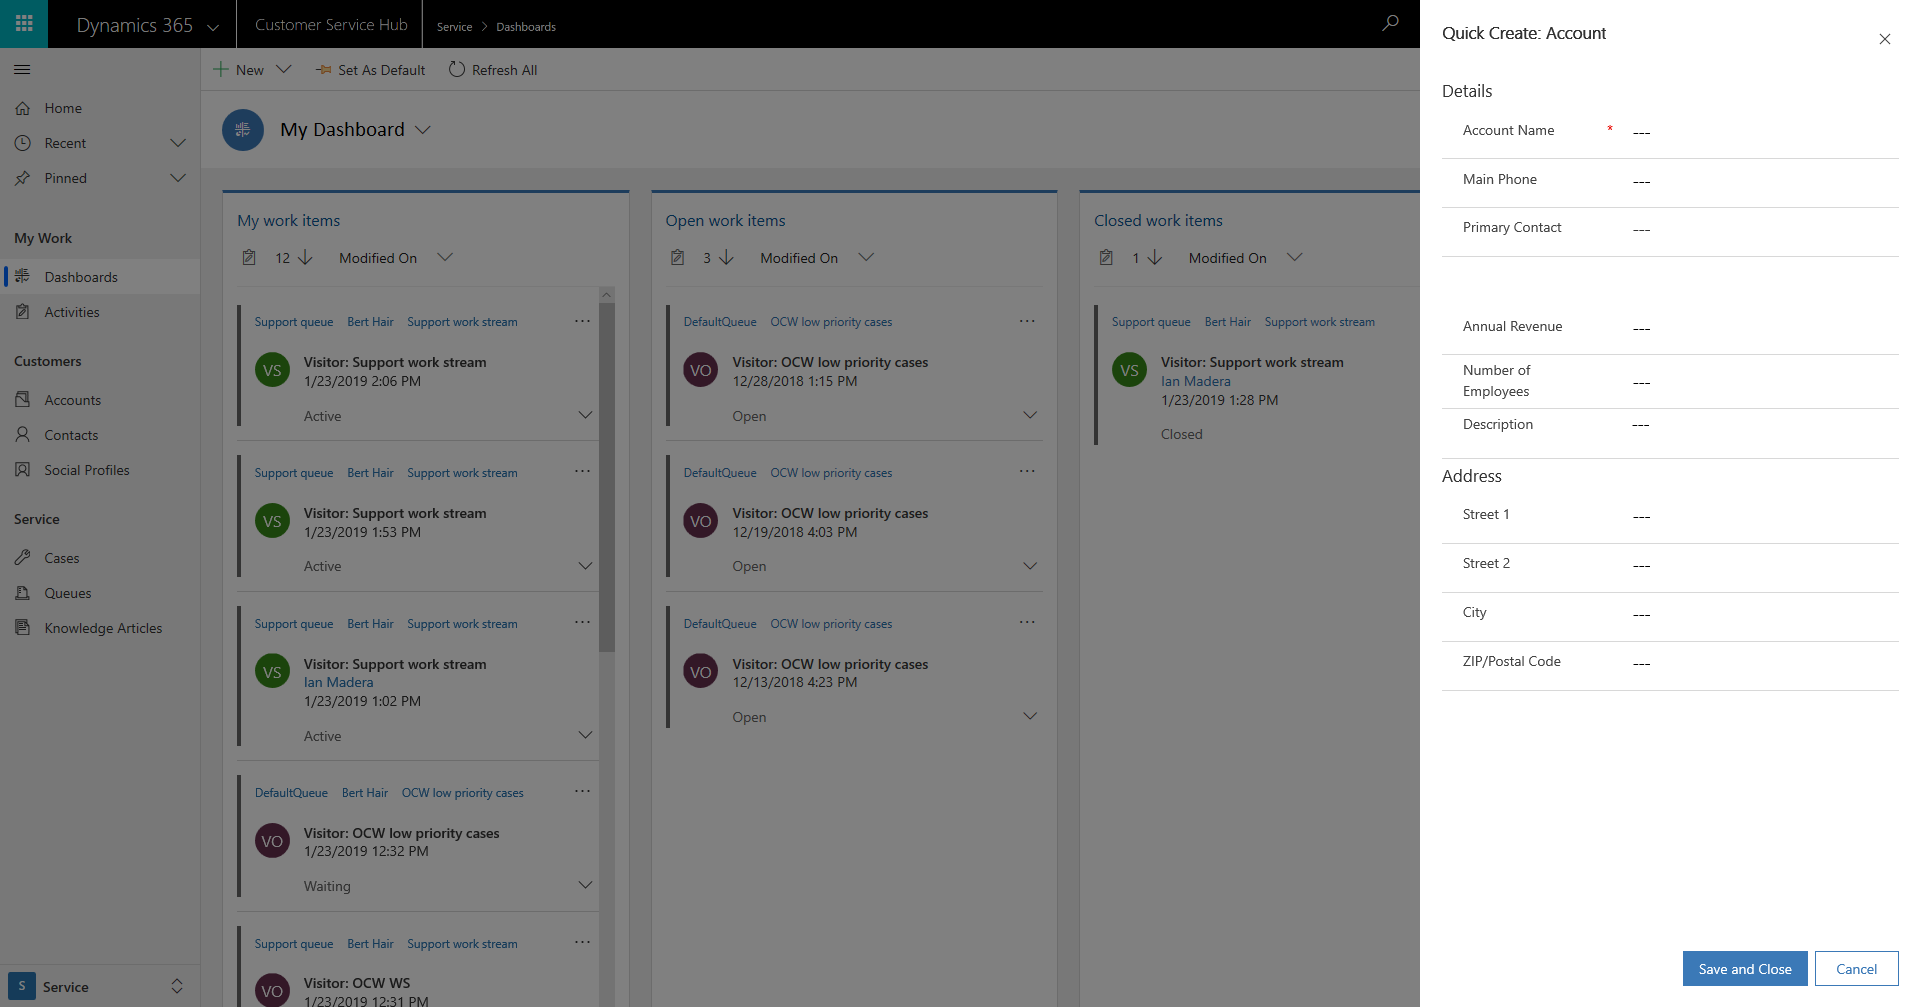 Dynamics 365
Customer Service Hub
Service > Dashboards
New
Set As Default
Refresh All
Home
Recent
Pinned
My Work
Dashboards
Activities
Customers
Accounts
Contacts
Social Profiles
Service
Cases
Queues
Knowledge Articles
S
Service
My Dashboard
My work items
12
Modified On
Support queue Bert Hair Support work stream
VS
Visitor: Support work stream
1/23/2019 2:06 PM
Active
Support queue Bert Hair Support work stream
VS
Visitor: Support work stream
1/23/2019 1:53 PM
Active
Support queue Bert Hair Support work stream
VS
Visitor: Support work stream
Ian Madera
1/23/2019 1:02 PM
Active
DefaultQueue Bert Hair OCW low priority cases
VO
Visitor: OCW low priority cases
1/23/2019 12:32 PM
Waiting
Support queue Bert Hair Support work stream
VO
Visitor: OCW WS
1/23/2019 12:31 PM
Open work items
3
Modified On
DefaultQueue OCW low priority cases
VO
Visitor: OCW low priority cases
12/28/2018 1:15 PM
Open
DefaultQueue OCW low priority cases
VO
Visitor: OCW low priority cases
12/19/2018 4:03 PM
Open
DefaultQueue OCW low priority cases
VO
Visitor: OCW low priority cases
12/13/2018 4:23 PM
Open
Closed work items
1
Modified On
Support queue Bert Hair Support work stream
VS
Visitor: Support work stream
Ian Madera
1/23/2019 1:28 PM
Closed
Quick Create: Account
Details
Account Name * ---
Main Phone ---
Primary Contact ---
Annual Revenue ---
Number of
Employees ---
Description ---
Address
Street 1 ---
Street 2 ---
City ---
ZIP/Postal Code ---
Save and Close
Cancel